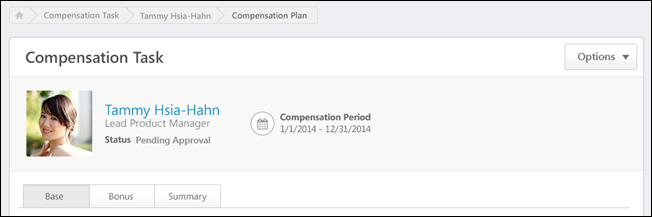 Compensation Task Tammy Hsia-Hahn Compensation Plan
Compensation Task
Options
Tammy Hsia-Hahn
Lead Product Manager
Status Pending Approval
Compensation Period
1/1/2014 - 12/31/2014
Base Bonus Summary